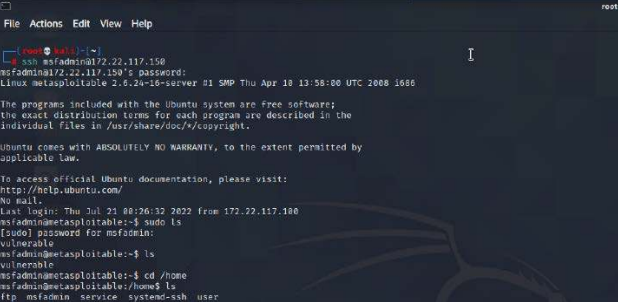 root
File Actions Edit View Help
(root kali)-[~]
# ssh msfadmin@172.22.117.150
msfadmin@172.22.117.150's password:
Linux metasploitable 2.6.24-16-server #1 SMP Thu Apr 10 13:58:00 UTC 2008 i686
The programs included with the Ubuntu system are free software;
the exact distribution terms for each program are described in the
individual files in /usr/share/doc/*/copyright.
Ubuntu comes with ABSOLUTELY NO WARRANTY, to the extent permitted by
applicable law.
To access official Ubuntu documentation, please visit:
http://help.ubuntu.com/
No mail.
Last login: Thu Jul 21 00:26:32 2022 from 172.22.117.100
msfadmin@metasploitable:~$ sudo ls
[sudo] password for msfadmin:
vulnerable
msfadmin@metasploitable:~$ ls
vulnerable
msfadmin@metasploitable:~$ cd /home
msfadmin@metasploitable:/home$ ls
ftp msfadmin service systemd-ssh user